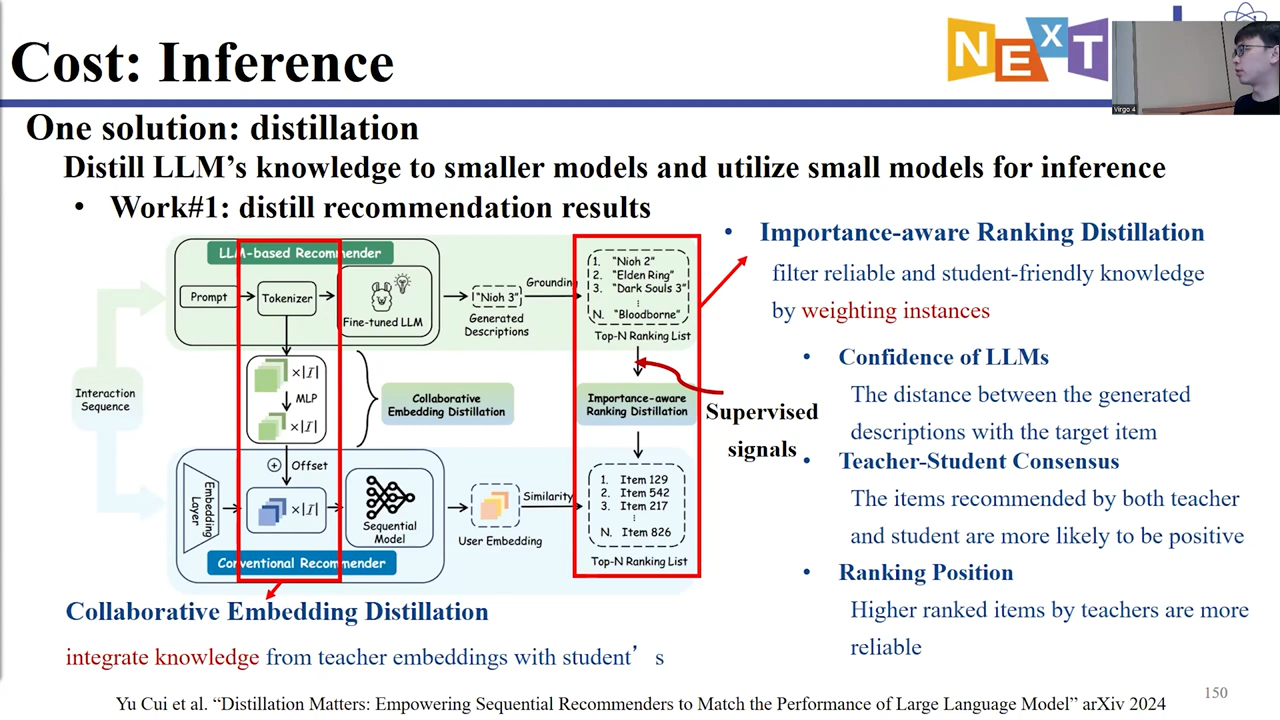 Cost: Inference
NEXT
Virgo 4
One solution: distillation
Distill LLM’s knowledge to smaller models and utilize small models for inference
• Work#1: distill recommendation results
Interaction
Sequence
LLM-based Recommender
Prompt
Tokenizer
Fine-tuned LLM
"Nioh 3"
Generated
Descriptions
Grounding
1. "Nioh 2"
2. "Elden Ring"
3. "Dark Souls 3"
⋮
N. "Bloodborne"
Top-N Ranking List
×|I|
MLP
×|I|
Collaborative
Embedding Distillation
Importance-aware
Ranking Distillation
Supervised
signals
Offset
Embedding
Layer
×|I|
Sequential
Model
Conventional Recommender
User Embedding
Similarity
1. Item 129
2. Item 542
3. Item 217
⋮
N. Item 826
Top-N Ranking List
Collaborative Embedding Distillation
integrate knowledge from teacher embeddings with student’s
• Importance-aware Ranking Distillation
filter reliable and student-friendly knowledge
by weighting instances
• Confidence of LLMs
The distance between the generated
descriptions with the target item
• Teacher-Student Consensus
The items recommended by both teacher
and student are more likely to be positive
• Ranking Position
Higher ranked items by teachers are more
reliable
Yu Cui et al. “Distillation Matters: Empowering Sequential Recommenders to Match the Performance of Large Language Model” arXiv 2024
150